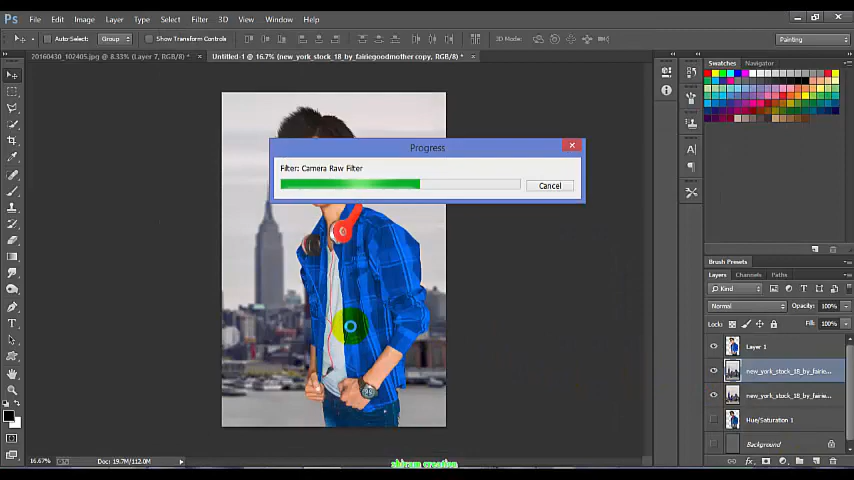 Ps File Edit Image Layer Type Select Filter 3D View Window Help
Auto-Select: Group Show Transform Controls 3D Mode: Painting
20160430_102405.jpg @ 8.33% (Layer 7, RGB/8) * × Untitled-1 @ 16.7% (new_york_stock_18_by_fairiegoodmother copy, RGB/8) * ×
Swatches Navigator
Progress
Filter: Camera Raw Filter
Cancel
Brush Presets
Layers Channels Paths
Kind
Normal Opacity: 100%
Lock: Fill: 100%
Layer 1
new_york_stock_18_by_fairie...
new_york_stock_18_by_fairie...
Hue/Saturation 1
Background
16.67% Doc: 19.7M/112.0M
creation